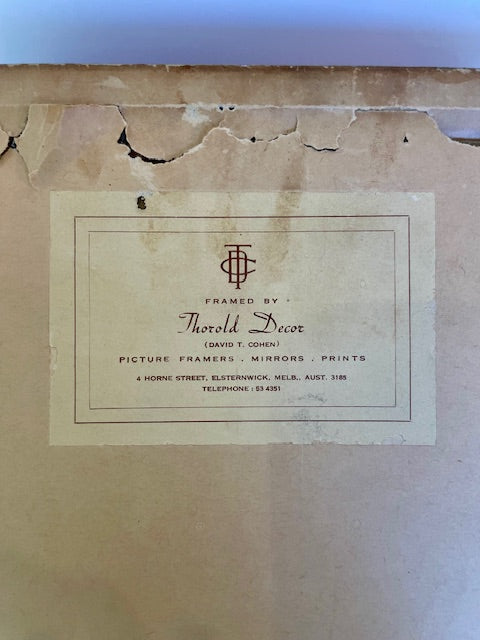 DTC
FRAMED BY
Thorold Decor
(DAVID T. COHEN)
PICTURE FRAMERS . MIRRORS . PRINTS
4 HORNE STREET, ELSTERNWICK, MELB., AUST. 3185
TELEPHONE : 53 4351